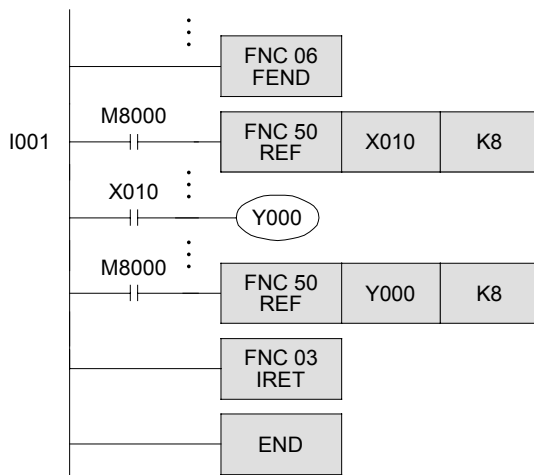 FNC 06
FEND
M8000
I001
FNC 50
REF
X010
K8
X010
Y000
M8000
FNC 50
REF
Y000
K8
FNC 03
IRET
END